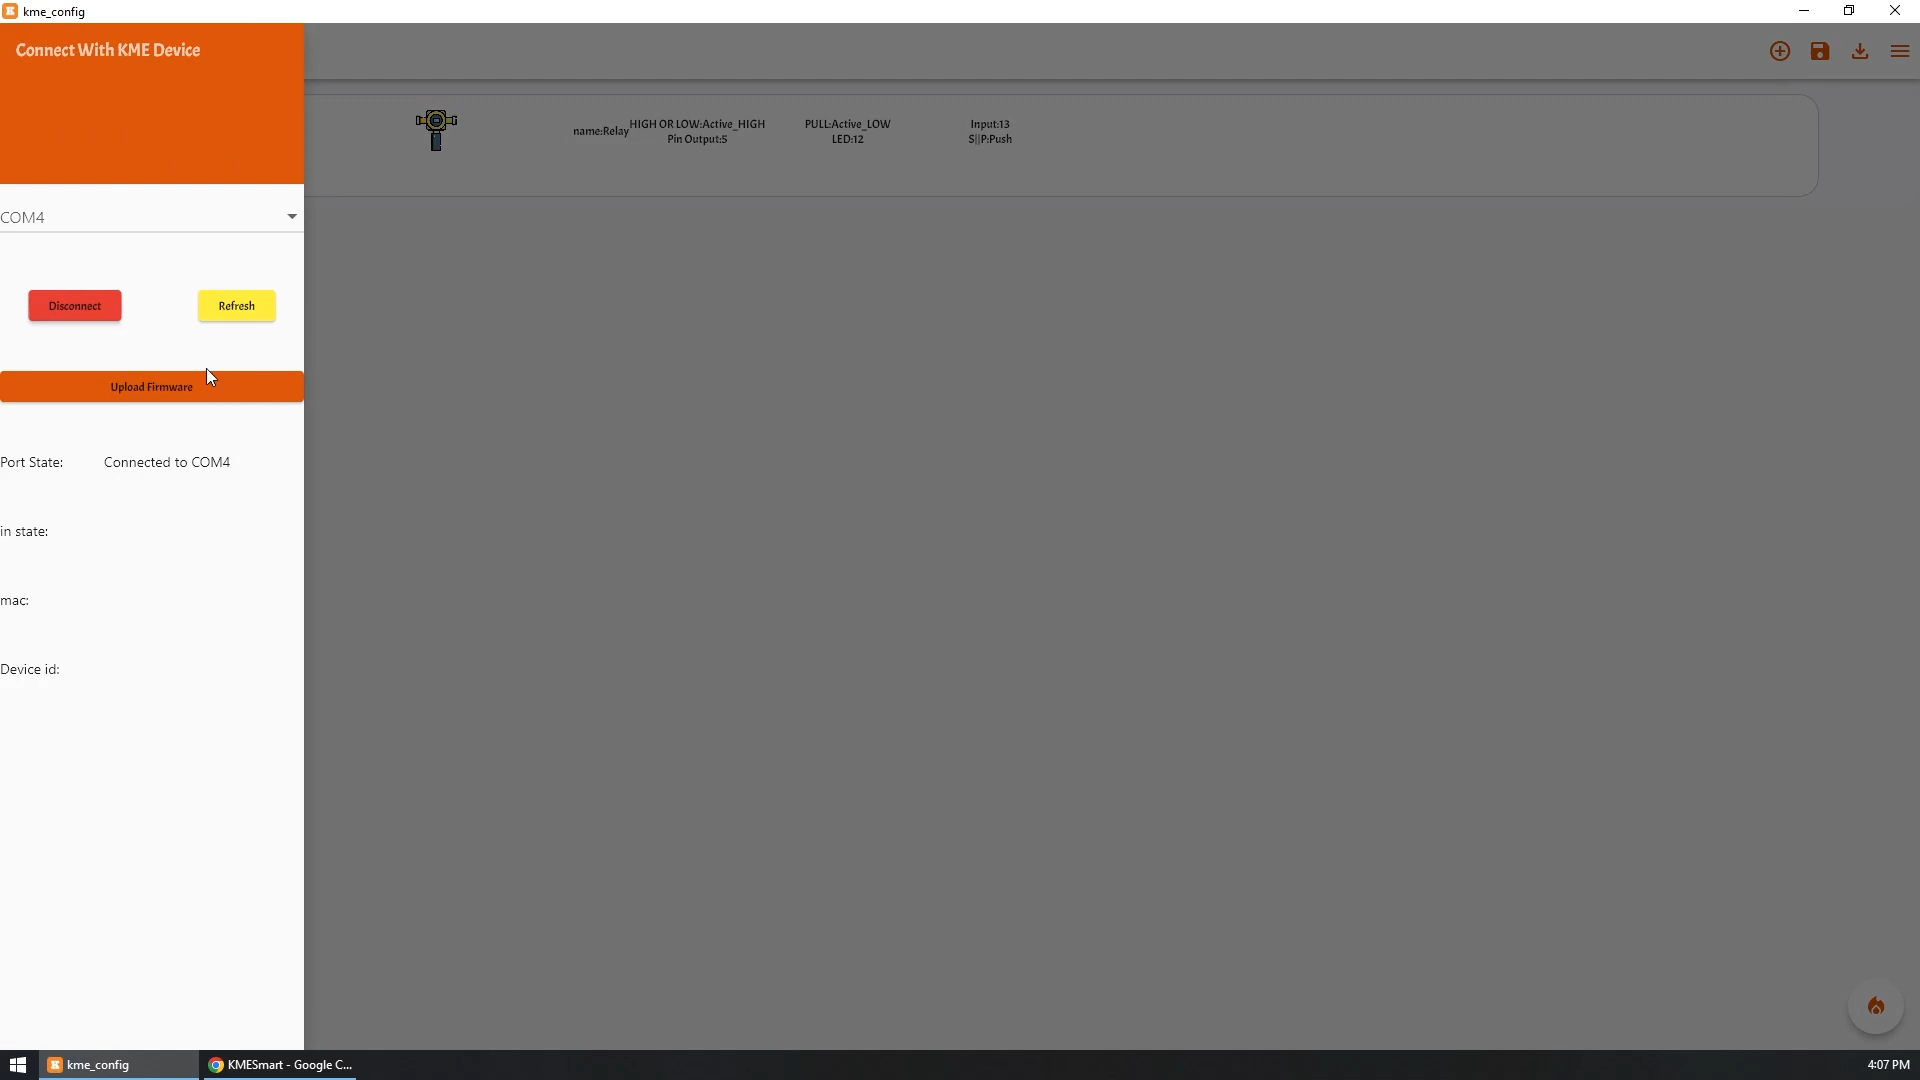 kme_config
Connect With KME Device
name:Relay
HIGH OR LOW:Active_HIGH
Pin Output:5
PULL:Active_LOW
LED:12
Input:13
S||P:Push
COM4
Disconnect
Refresh
Upload Firmware
Port State: Connected to COM4
in state:
mac:
Device id:
kme_config
KMESmart - Google C...
4:07 PM